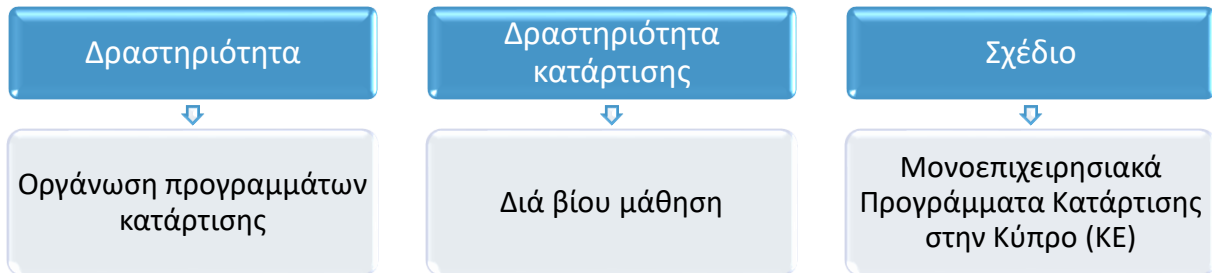 Δραστηριότητα
Οργάνωση προγραμμάτων
κατάρτισης
Δραστηριότητα
κατάρτισης
Διά βίου μάθηση
Σχέδιο
Μονοεπιχειρησιακά
Προγράμματα Κατάρτισης
στην Κύπρο (ΚΕ)